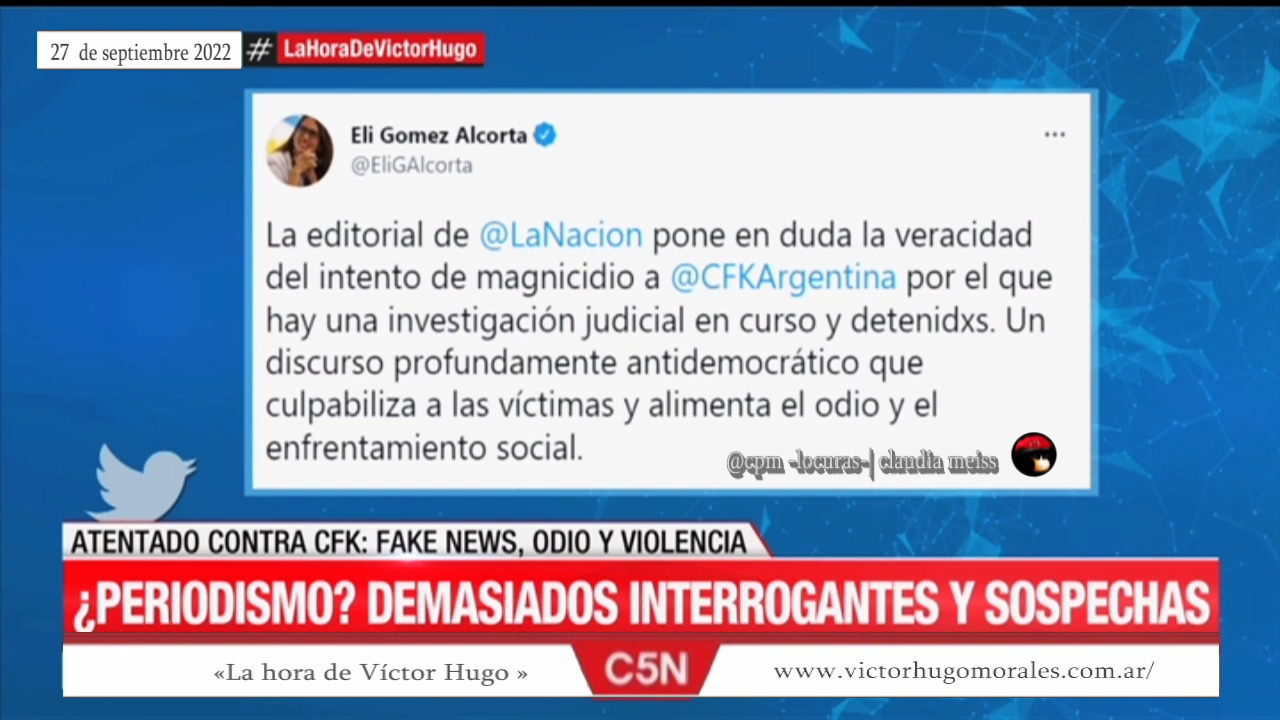 27 de septiembre 2022
# LaHoraDeVictorHugo
Eli Gomez Alcorta
@EliGAlcorta
La editorial de @LaNacion pone en duda la veracidad
del intento de magnicidio a @CFKArgentina por el que
hay una investigación judicial en curso y detenidxs. Un
discurso profundamente antidemocrático que
culpabiliza a las víctimas y alimenta el odio y el
enfrentamiento social.
@cpm -locuras-| claudia meiss
ATENTADO CONTRA CFK: FAKE NEWS, ODIO Y VIOLENCIA
¿PERIODISMO? DEMASIADOS INTERROGANTES Y SOSPECHAS
«La hora de Víctor Hugo »
C5N
www.victorhugomorales.com.ar/